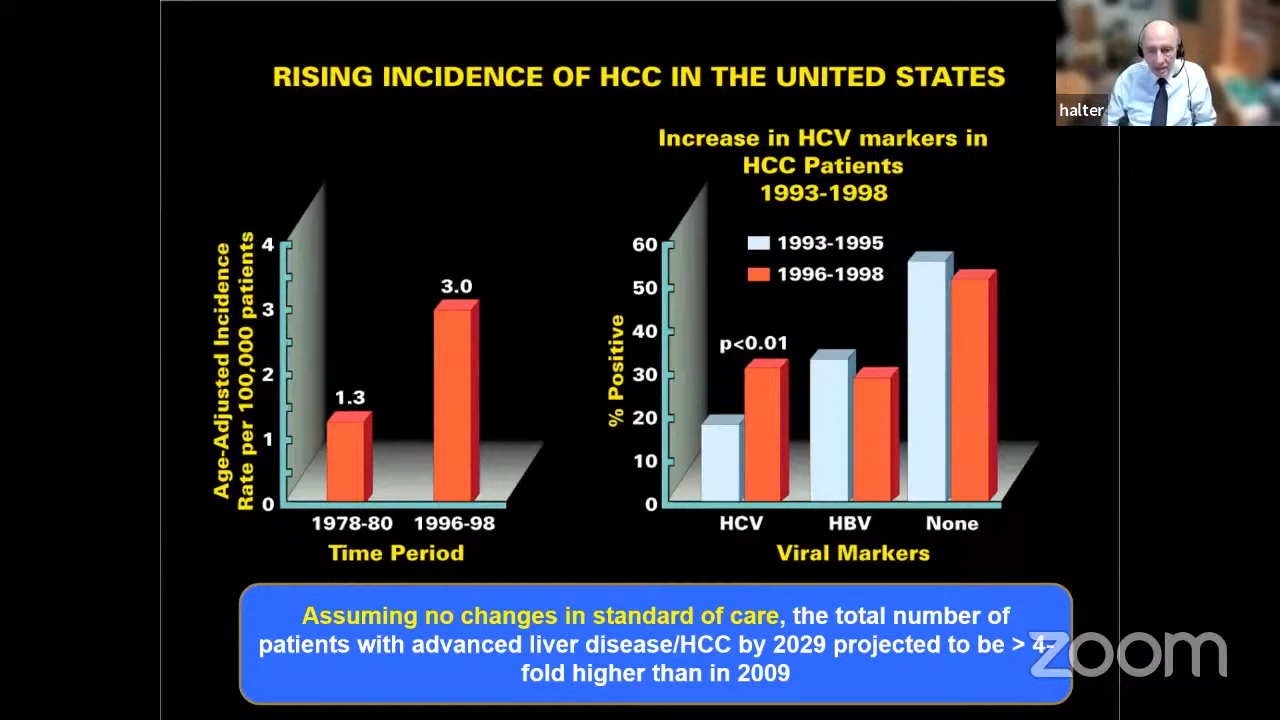 RISING INCIDENCE OF HCC IN THE UNITED STATES
halter
Age-Adjusted Incidence
Rate per 100,000 patients
4
3
2
1
0
1.3
3.0
1978-80 1996-98
Time Period
Increase in HCV markers in
HCC Patients
1993-1998
1993-1995
1996-1998
% Positive
60
50
40
30
20
10
0
p<0.01
HCV HBV None
Viral Markers
Assuming no changes in standard of care, the total number of
patients with advanced liver disease/HCC by 2029 projected to be > 4-
fold higher than in 2009
zoom